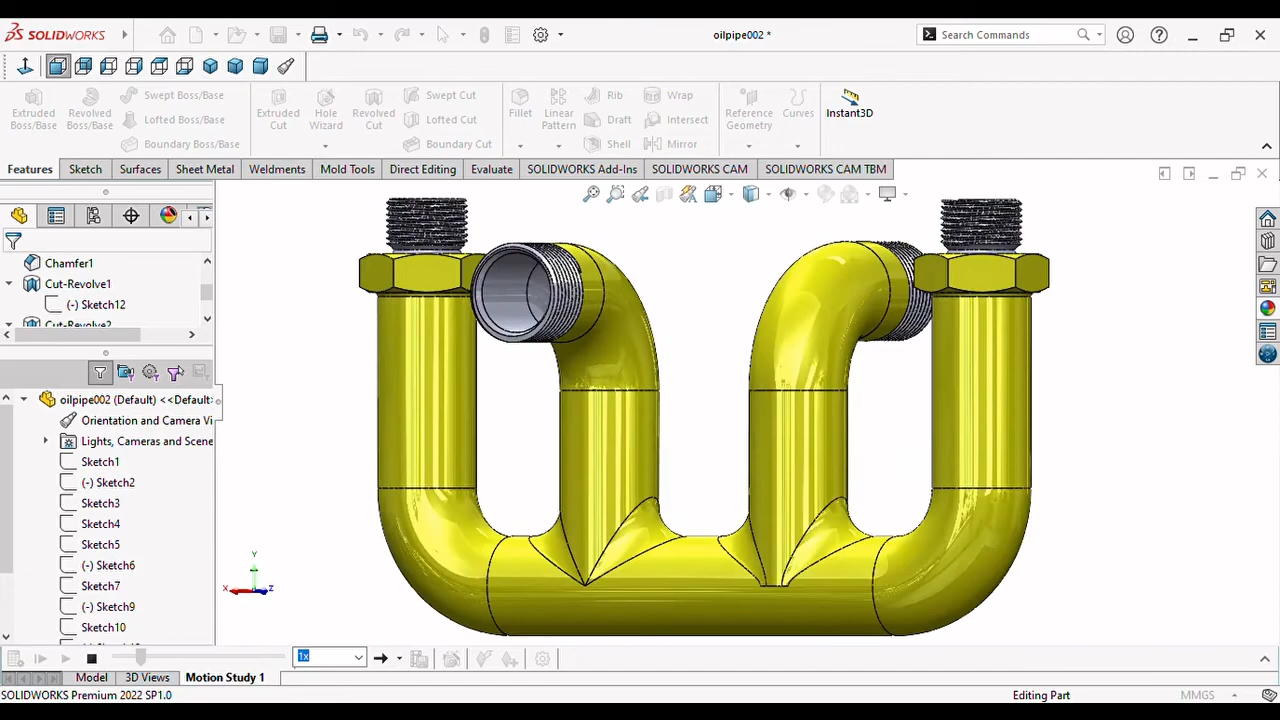 SOLIDWORKS
oilpipe002 *
Search Commands
Extruded Boss/Base
Revolved Boss/Base
Swept Boss/Base
Lofted Boss/Base
Boundary Boss/Base
Extruded Cut
Hole Wizard
Revolved Cut
Swept Cut
Lofted Cut
Boundary Cut
Fillet
Linear Pattern
Rib
Draft
Shell
Wrap
Intersect
Mirror
Reference Geometry
Curves
Instant3D
Features
Sketch
Surfaces
Sheet Metal
Weldments
Mold Tools
Direct Editing
Evaluate
SOLIDWORKS Add-Ins
SOLIDWORKS CAM
SOLIDWORKS CAM TBM
Chamfer1
Cut-Revolve1
(-) Sketch12
Cut-Revolve2
oilpipe002 (Default) <<Default>
Orientation and Camera Vi
Lights, Cameras and Scene
Sketch1
(-) Sketch2
Sketch3
Sketch4
Sketch5
(-) Sketch6
Sketch7
(-) Sketch9
Sketch10
Y
X
Z
1x
Model
3D Views
Motion Study 1
SOLIDWORKS Premium 2022 SP1.0
Editing Part
MMGS